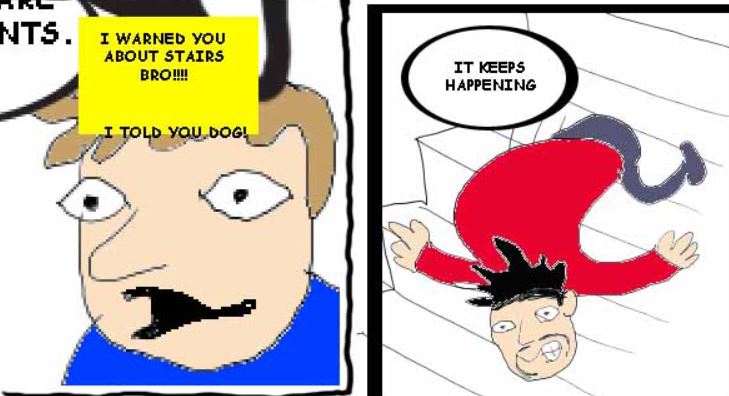 NTS.
I WARNED YOU
ABOUT STAIRS
BRO!!!!
I TOLD YOU DOG!
IT KEEPS
HAPPENING